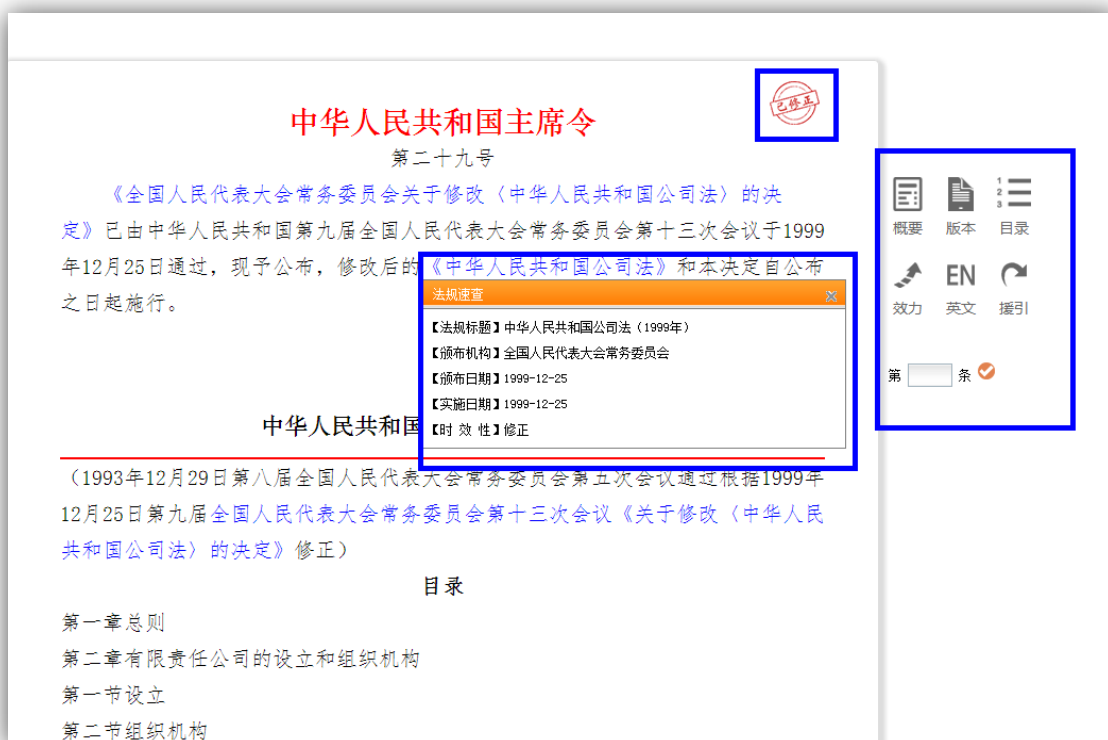 已修正
中华人民共和国主席令
第二十九号
《全国人民代表大会常务委员会关于修改〈中华人民共和国公司法〉的决
定》已由中华人民共和国第九届全国人民代表大会常务委员会第十三次会议于1999
年12月25日通过，现予公布，修改后的《中华人民共和国公司法》和本决定自公布
之日起施行。
法规速查
【法规标题】中华人民共和国公司法（1999年）
【颁布机构】全国人民代表大会常务委员会
【颁布日期】1999-12-25
【实施日期】1999-12-25
【时 效 性】修正
中华人民共和国
（1993年12月29日第八届全国人民代表大会常务委员会第五次会议通过根据1999年
12月25日第九届全国人民代表大会常务委员会第十三次会议《关于修改〈中华人民
共和国公司法〉的决定》修正）
目录
第一章总则
第二章有限责任公司的设立和组织机构
第一节设立
第二节组织机构
概要 版本 目录
EN
效力 英文 援引
第 条